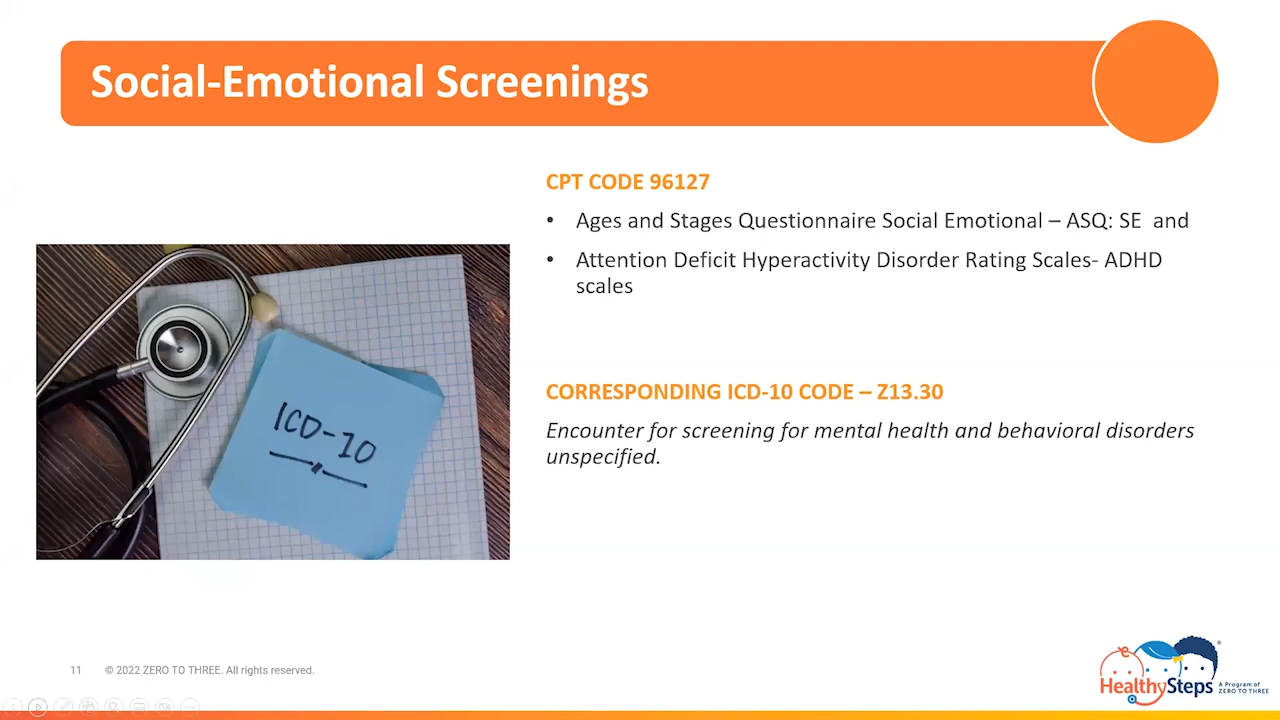 Social-Emotional Screenings
CPT CODE 96127
• Ages and Stages Questionnaire Social Emotional – ASQ: SE and
• Attention Deficit Hyperactivity Disorder Rating Scales- ADHD
scales
ICD-10
CORRESPONDING ICD-10 CODE – Z13.30
Encounter for screening for mental health and behavioral disorders
unspecified.
11 © 2022 ZERO TO THREE. All rights reserved.
HealthySteps
A Program of
ZERO TO THREE
®